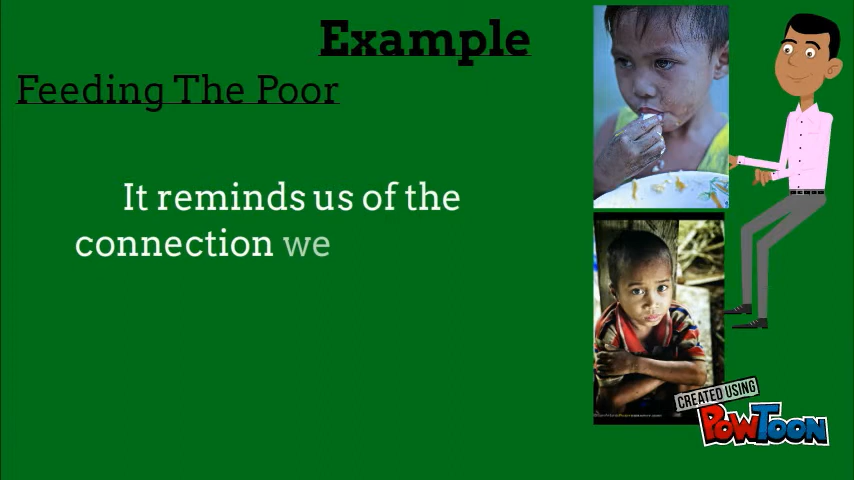 Example
Feeding The Poor
It reminds us of the
connection we
CREATED USING
POWTOON